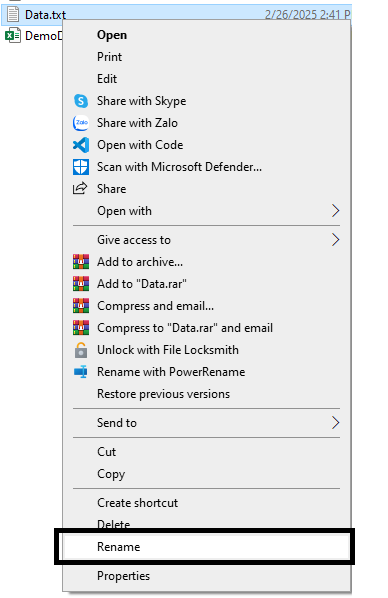 Data.txt 2/26/2025 2:41 P
DemoD
Open
Print
Edit
Share with Skype
Zalo Share with Zalo
Open with Code
Scan with Microsoft Defender...
Share
Open with
Give access to
Add to archive...
Add to "Data.rar"
Compress and email...
Compress to "Data.rar" and email
Unlock with File Locksmith
Rename with PowerRename
Restore previous versions
Send to
Cut
Copy
Create shortcut
Delete
Rename
Properties